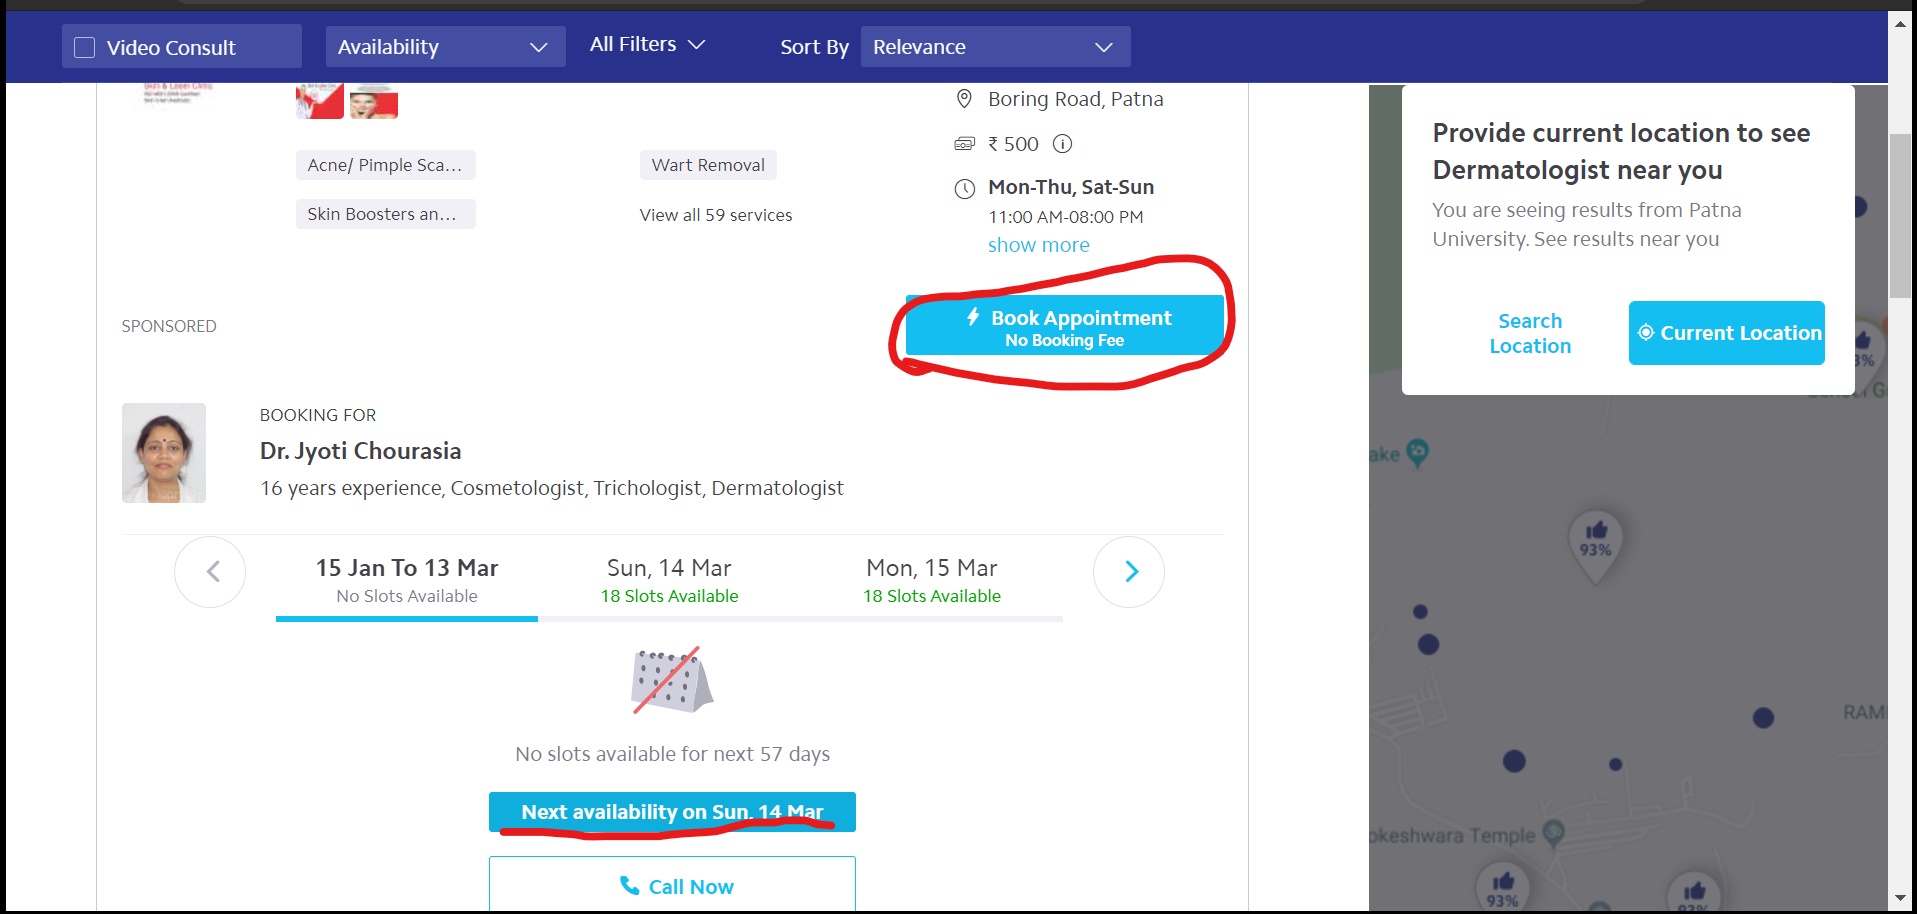 Video Consult
Availability
All Filters
Sort By
Relevance
Boring Road, Patna
₹ 500
Acne/ Pimple Sca...
Wart Removal
Mon-Thu, Sat-Sun
11:00 AM-08:00 PM
Skin Boosters an...
View all 59 services
show more
SPONSORED
Book Appointment
No Booking Fee
BOOKING FOR
Dr. Jyoti Chourasia
16 years experience, Cosmetologist, Trichologist, Dermatologist
15 Jan To 13 Mar
No Slots Available
Sun, 14 Mar
18 Slots Available
Mon, 15 Mar
18 Slots Available
No slots available for next 57 days
Next availability on Sun, 14 Mar
Call Now
Provide current location to see
Dermatologist near you
You are seeing results from Patna
University. See results near you
Search
Location
Current Location
3%
ake
93%
RAM
okeshwara Temple
93%
93%